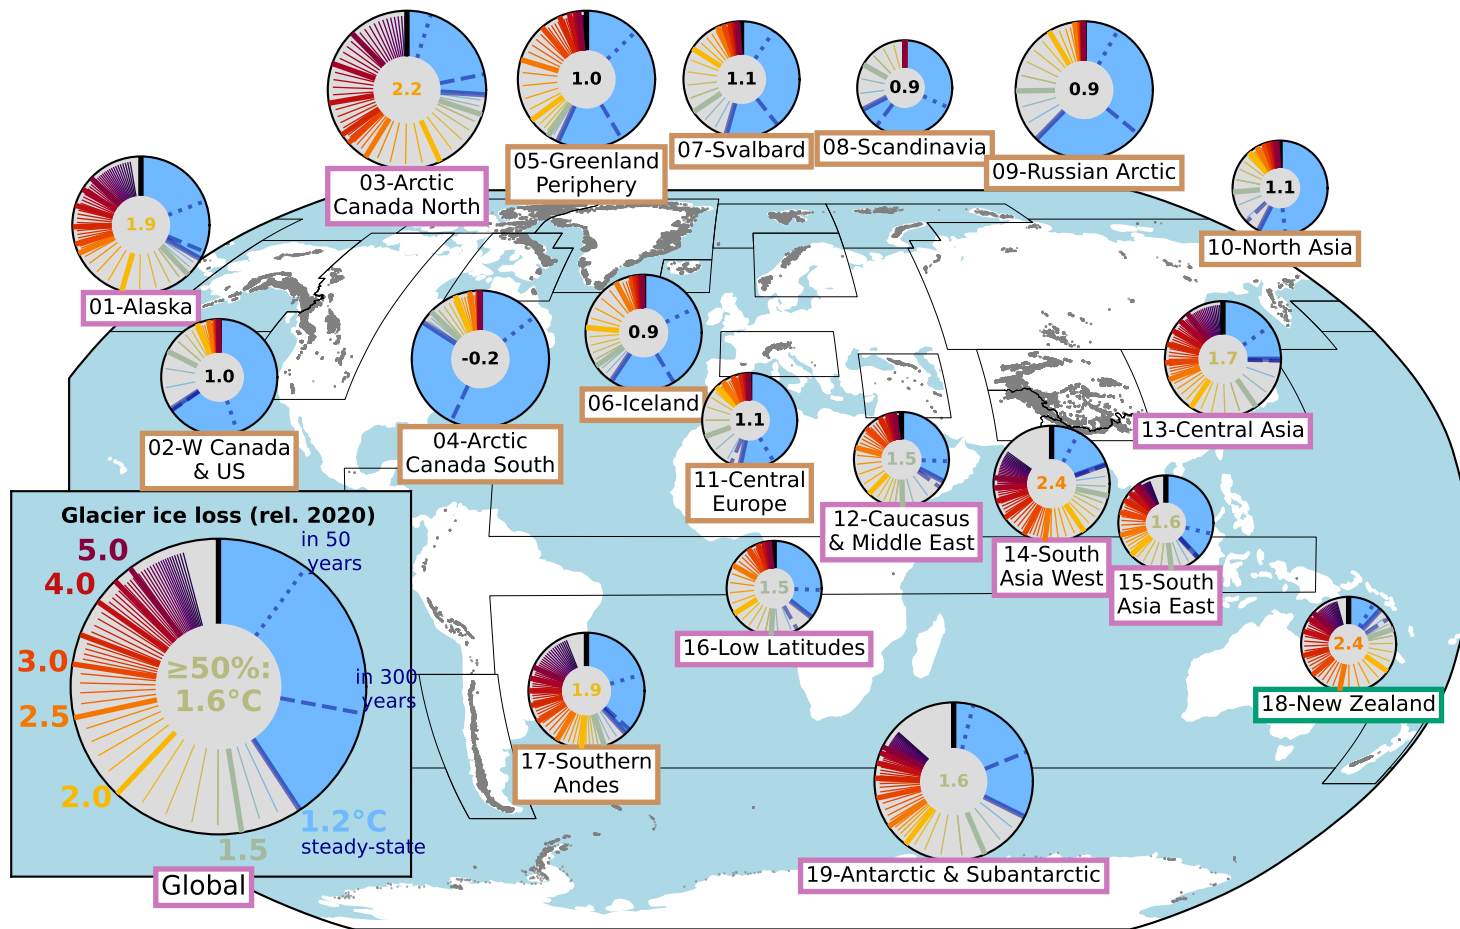 2.2
1.0
1.1
0.9
0.9
03-Arctic
Canada North
05-Greenland
Periphery
07-Svalbard
08-Scandinavia
09-Russian Arctic
1.1
10-North Asia
1.9
01-Alaska
1.0
02-W Canada
& US
-0.2
04-Arctic
Canada South
0.9
06-Iceland
1.1
11-Central
Europe
1.5
12-Caucasus
& Middle East
1.7
13-Central Asia
2.4
14-South
Asia West
1.6
15-South
Asia East
1.5
16-Low Latitudes
1.9
17-Southern
Andes
2.4
18-New Zealand
1.6
19-Antarctic & Subantarctic
Glacier ice loss (rel. 2020)
in 50
years
5.0
4.0
3.0
2.5
2.0
≥50%:
1.6°C
in 300
years
1.2°C
steady-state
1.5
Global